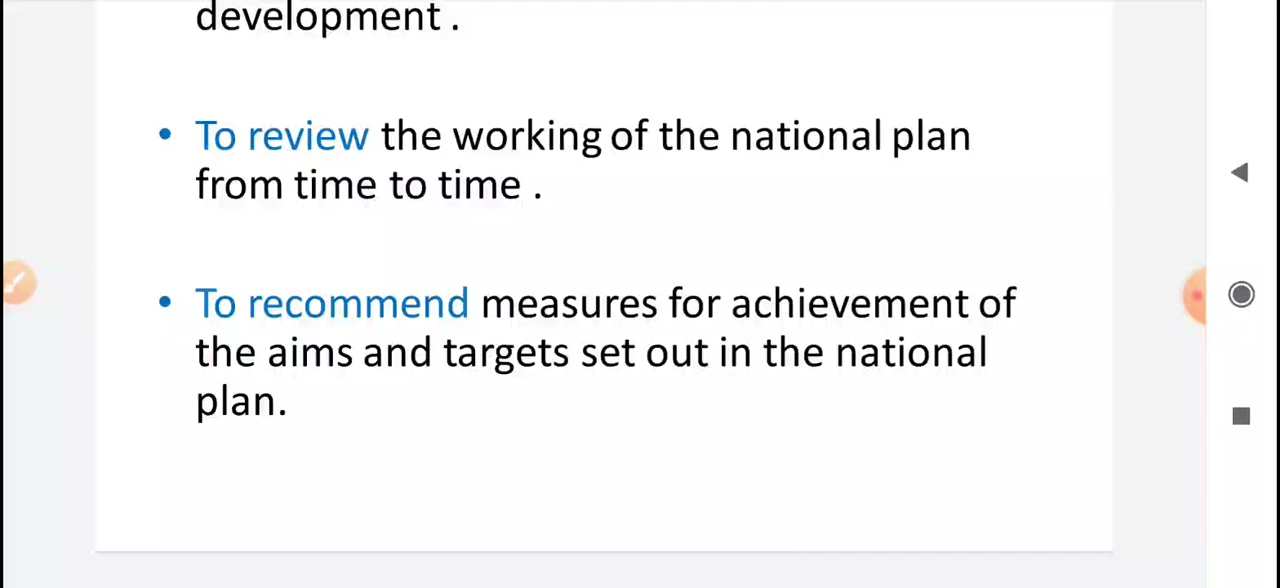 development .
• To review the working of the national plan
from time to time .
• To recommend measures for achievement of
the aims and targets set out in the national
plan.